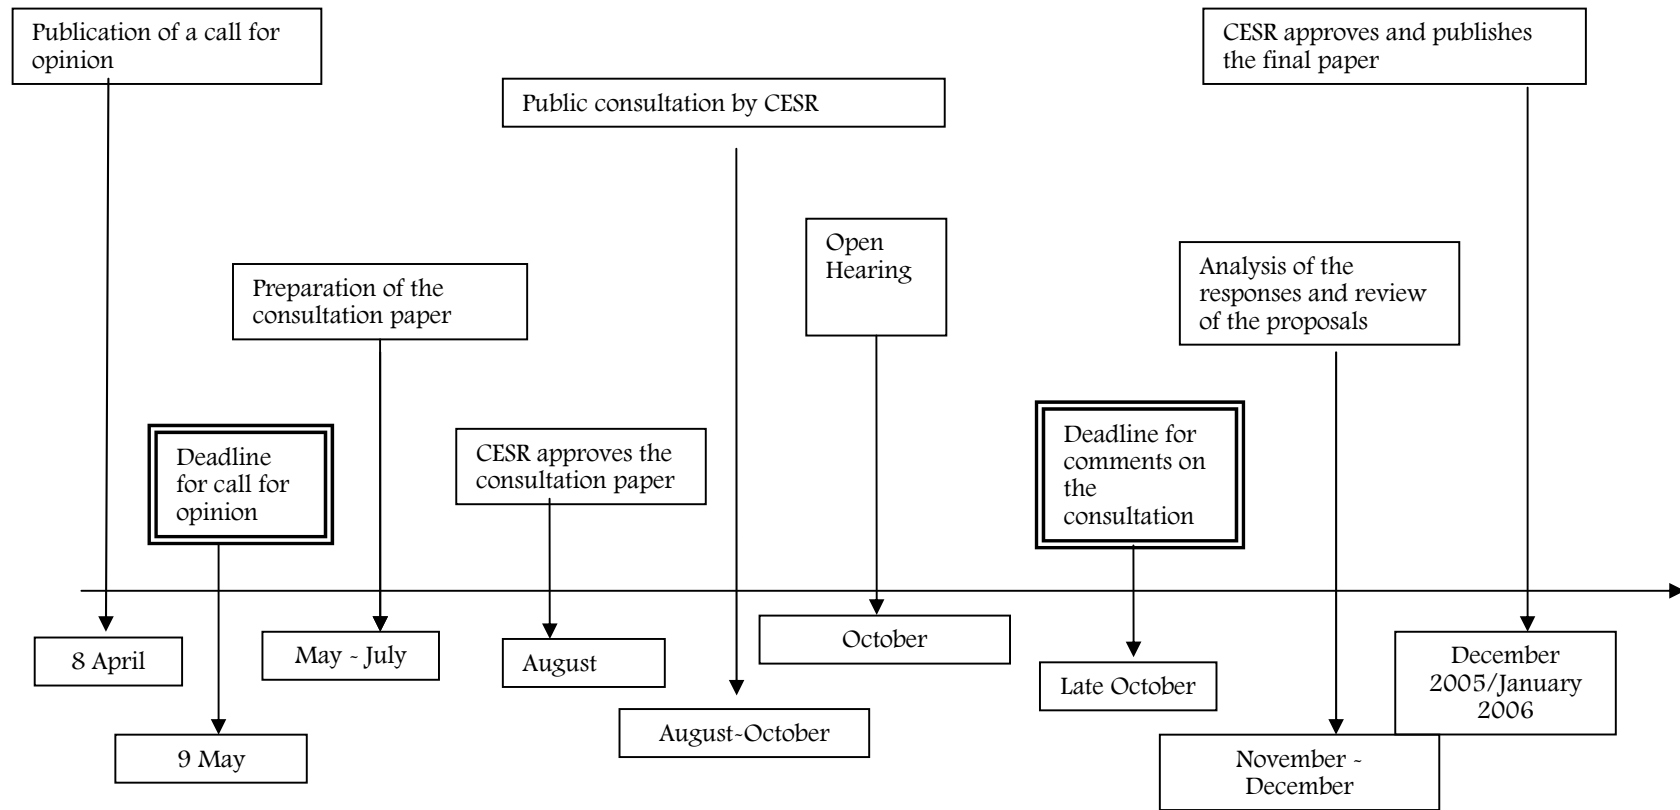 Publication of a call for
opinion
CESR approves and publishes
the final paper
Public consultation by CESR
Open
Hearing
Analysis of the
responses and review
of the proposals
Preparation of the
consultation paper
Deadline
for call for
opinion
CESR approves the
consultation paper
Deadline for
comments on
the
consultation
8 April
May - July
August
October
Late October
December
2005/January
2006
9 May
August-October
November -
December